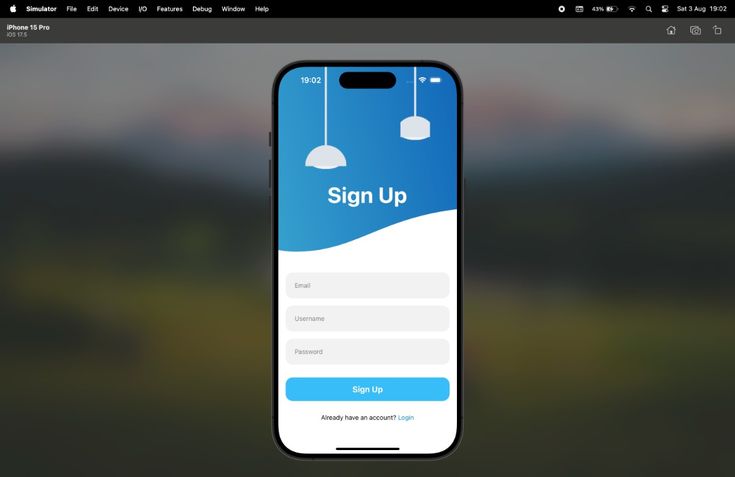 Simulator File Edit Device I/O Features Debug Window Help 43% Sat 3 Aug 19:02
iPhone 15 Pro
iOS 17.5
19:02
Sign Up
Email
Username
Password
Sign Up
Already have an account? Login